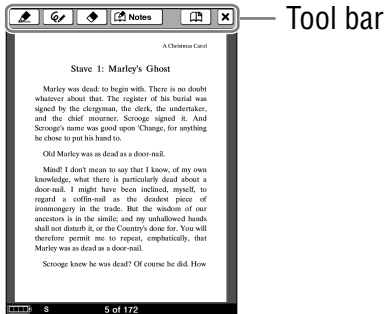 Notes
Tool bar
A Christmas Carol
Stave 1: Marley's Ghost
Marley was dead: to begin with. There is no doubt
whatever about that. The register of his burial was
signed by the clergyman, the clerk, the undertaker,
and the chief mourner. Scrooge signed it. And
Scrooge's name was good upon 'Change, for anything
he chose to put his hand to.
Old Marley was as dead as a door-nail.
Mind! I don't mean to say that I know, of my own
knowledge, what there is particularly dead about a
door-nail. I might have been inclined, myself, to
regard a coffin-nail as the deadest piece of
ironmongery in the trade. But the wisdom of our
ancestors is in the simile; and my unhallowed hands
shall not disturb it, or the Country's done for. You will
therefore permit me to repeat, emphatically, that
Marley was as dead as a door-nail.
Scrooge knew he was dead? Of course he did. How
S
5 of 172